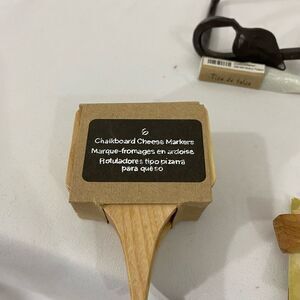 6
Chalkboard Cheese Markers
Marque-fromages en ardoise
Rotuladores tipo pizarra
para queso